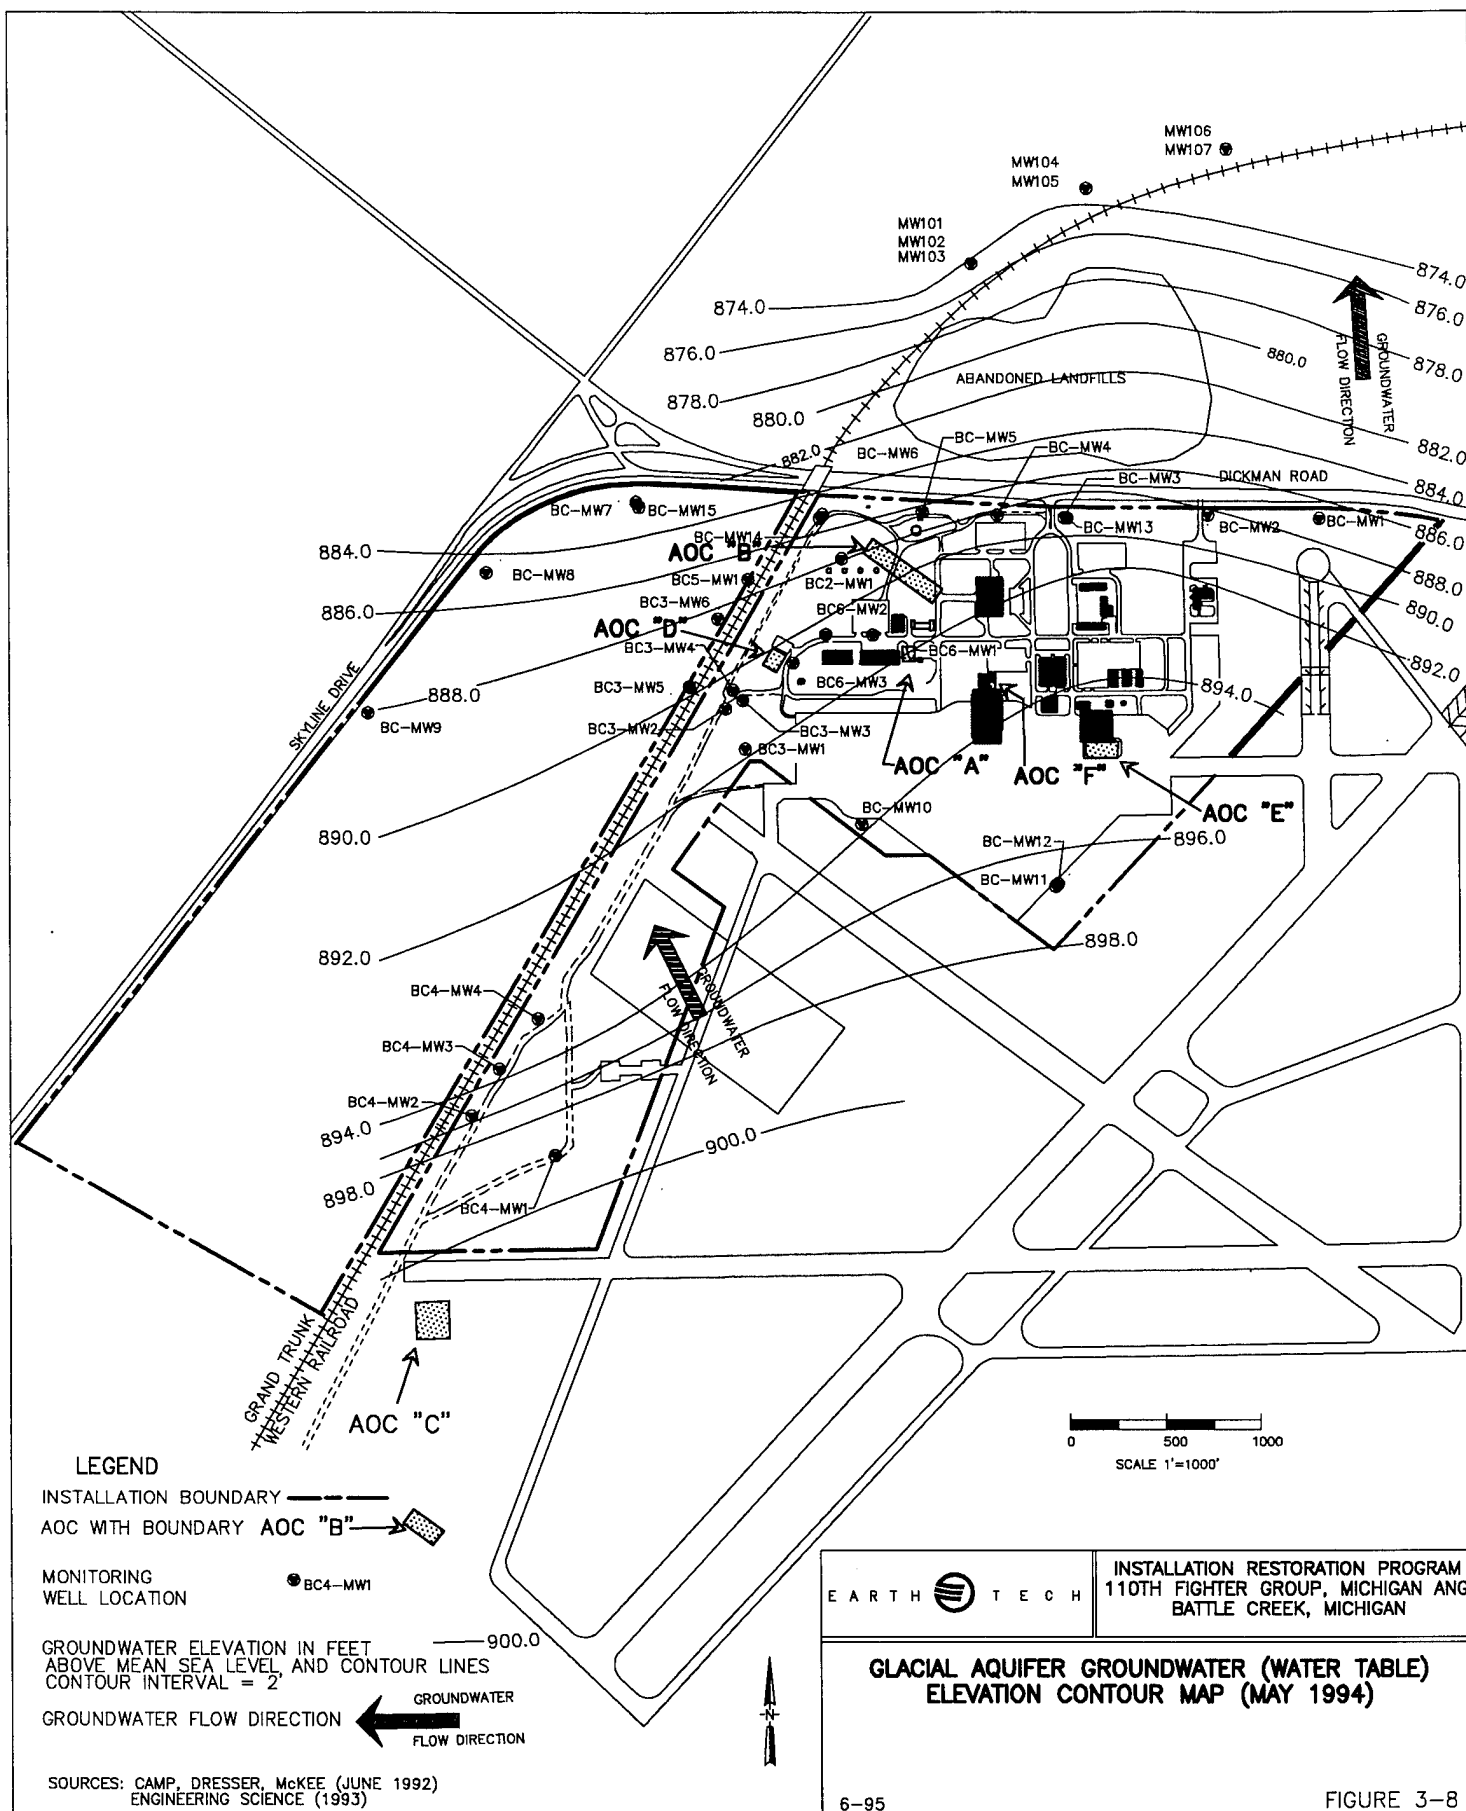 MW106
MW107
MW104
MW105
MW101
MW102
MW103
874.0
874.0
876.0
876.0
878.0
878.0
880.0
880.0
GROUNDWATER
FLOW DIRECTION
ABANDONED LANDFILLS
882.0
882.0
BC-MW6
BC-MW5
BC-MW4
BC-MW3
DICKMAN ROAD
884.0
884.0
BC-MW7
BC-MW15
BC-MW14
BC-MW13
BC-MW2
BC-MW1
886.0
886.0
AOC "B"
BC-MW8
BC5-MW1
BC2-MW1
888.0
888.0
BC3-MW6
BC6-MW2
890.0
890.0
AOC "D"
BC3-MW4
BC6-MW1
892.0
892.0
SKYLINE DRIVE
BC3-MW5
BC6-MW3
894.0
894.0
BC-MW9
BC3-MW2
BC3-MW3
BC3-MW1
AOC "A"
AOC "F"
AOC "E"
BC-MW10
BC-MW12
896.0
BC-MW11
898.0
GROUNDWATER
FLOW DIRECTION
BC4-MW4
BC4-MW3
BC4-MW2
898.0
900.0
BC4-MW1
GRAND TRUNK
WESTERN RAILROAD
AOC "C"
0 500 1000
SCALE 1'=1000'
LEGEND
INSTALLATION BOUNDARY
AOC WITH BOUNDARY AOC "B"
MONITORING
WELL LOCATION
BC4-MW1
GROUNDWATER ELEVATION IN FEET
ABOVE MEAN SEA LEVEL, AND CONTOUR LINES
CONTOUR INTERVAL = 2'
900.0
GROUNDWATER FLOW DIRECTION
GROUNDWATER
FLOW DIRECTION
SOURCES: CAMP, DRESSER, McKEE (JUNE 1992)
ENGINEERING SCIENCE (1993)
N
EARTH TECH
INSTALLATION RESTORATION PROGRAM
110TH FIGHTER GROUP, MICHIGAN ANG
BATTLE CREEK, MICHIGAN
GLACIAL AQUIFER GROUNDWATER (WATER TABLE)
ELEVATION CONTOUR MAP (MAY 1994)
6-95
FIGURE 3-8